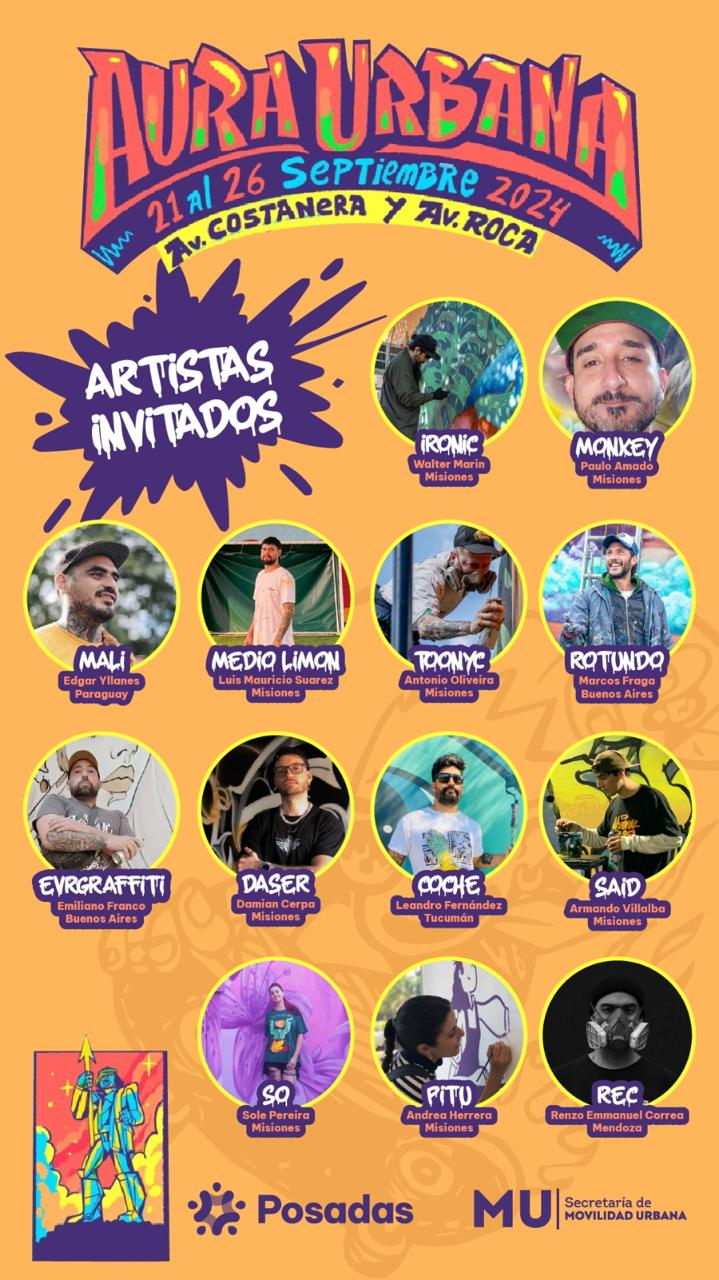 AURA URBANA
21 Al 26 SEPTIEMBRE 2024
AV. COSTANERA Y AV. ROCA
ARTISTAS
INVITADOS
IRONIC
Walter Marin
Misiones
MONKEY
Paulo Amado
Misiones
MALI
Edgar Yllanes
Paraguay
MEDIO LIMON
Luis Mauricio Suarez
Misiones
TOONYC
Antonio Oliveira
Misiones
ROTUNDO
Marcos Fraga
Buenos Aires
EVRGRAFFITI
Emiliano Franco
Buenos Aires
DASER
Damian Cerpa
Misiones
COCHE
Leandro Fernández
Tucumán
SAID
Armando Villalba
Misiones
SO
Sole Pereira
Misiones
PITU
Andrea Herrera
Misiones
REC
Renzo Emmanuel Correa
Mendoza
Posadas
MU
Secretaría de
MOVILIDAD URBANA